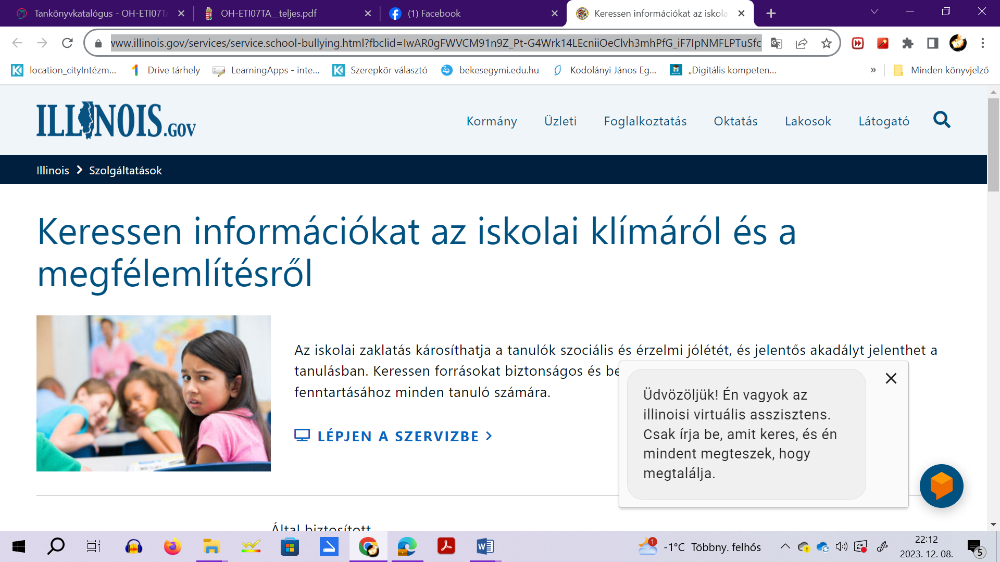 Tankönyvkatalógus - OH-ETI07TA
OH-ETI07TA__teljes.pdf
(1) Facebook
Keressen információkat az iskola
www.illinois.gov/services/service.school-bullying.html?fbclid=IwAR0gFWVCM91n9Z_Pt-G4Wrk14LEcniiOeClvh3mhPfG_iF7IpNMFLPTuSfc
location_cityIntézm...
Drive tárhely
LearningApps - inte...
Szerepkör választó
bekesegymi.edu.hu
Kodolányi János Eg...
„Digitális kompeten...
»
Minden könyvjelző
ILLINOIS.GOV
Kormány
Üzleti
Foglalkoztatás
Oktatás
Lakosok
Látogató
Illinois > Szolgáltatások
Keressen információkat az iskolai klímáról és a
megfélemlítésről
Az iskolai zaklatás károsíthatja a tanulók szociális és érzelmi jólétét, és jelentős akadályt jelenthet a
tanulásban. Keressen forrásokat biztonságos és be
fenntartásához minden tanuló számára.
LÉPJEN A SZERVIZBE >
Üdvözöljük! Én vagyok az
illinoisi virtuális asszisztens.
Csak írja be, amit keres, és én
mindent megteszek, hogy
megtalálja.
Által biztosított
1
-1°C Többny. felhős
22:12
2023. 12. 08.
5